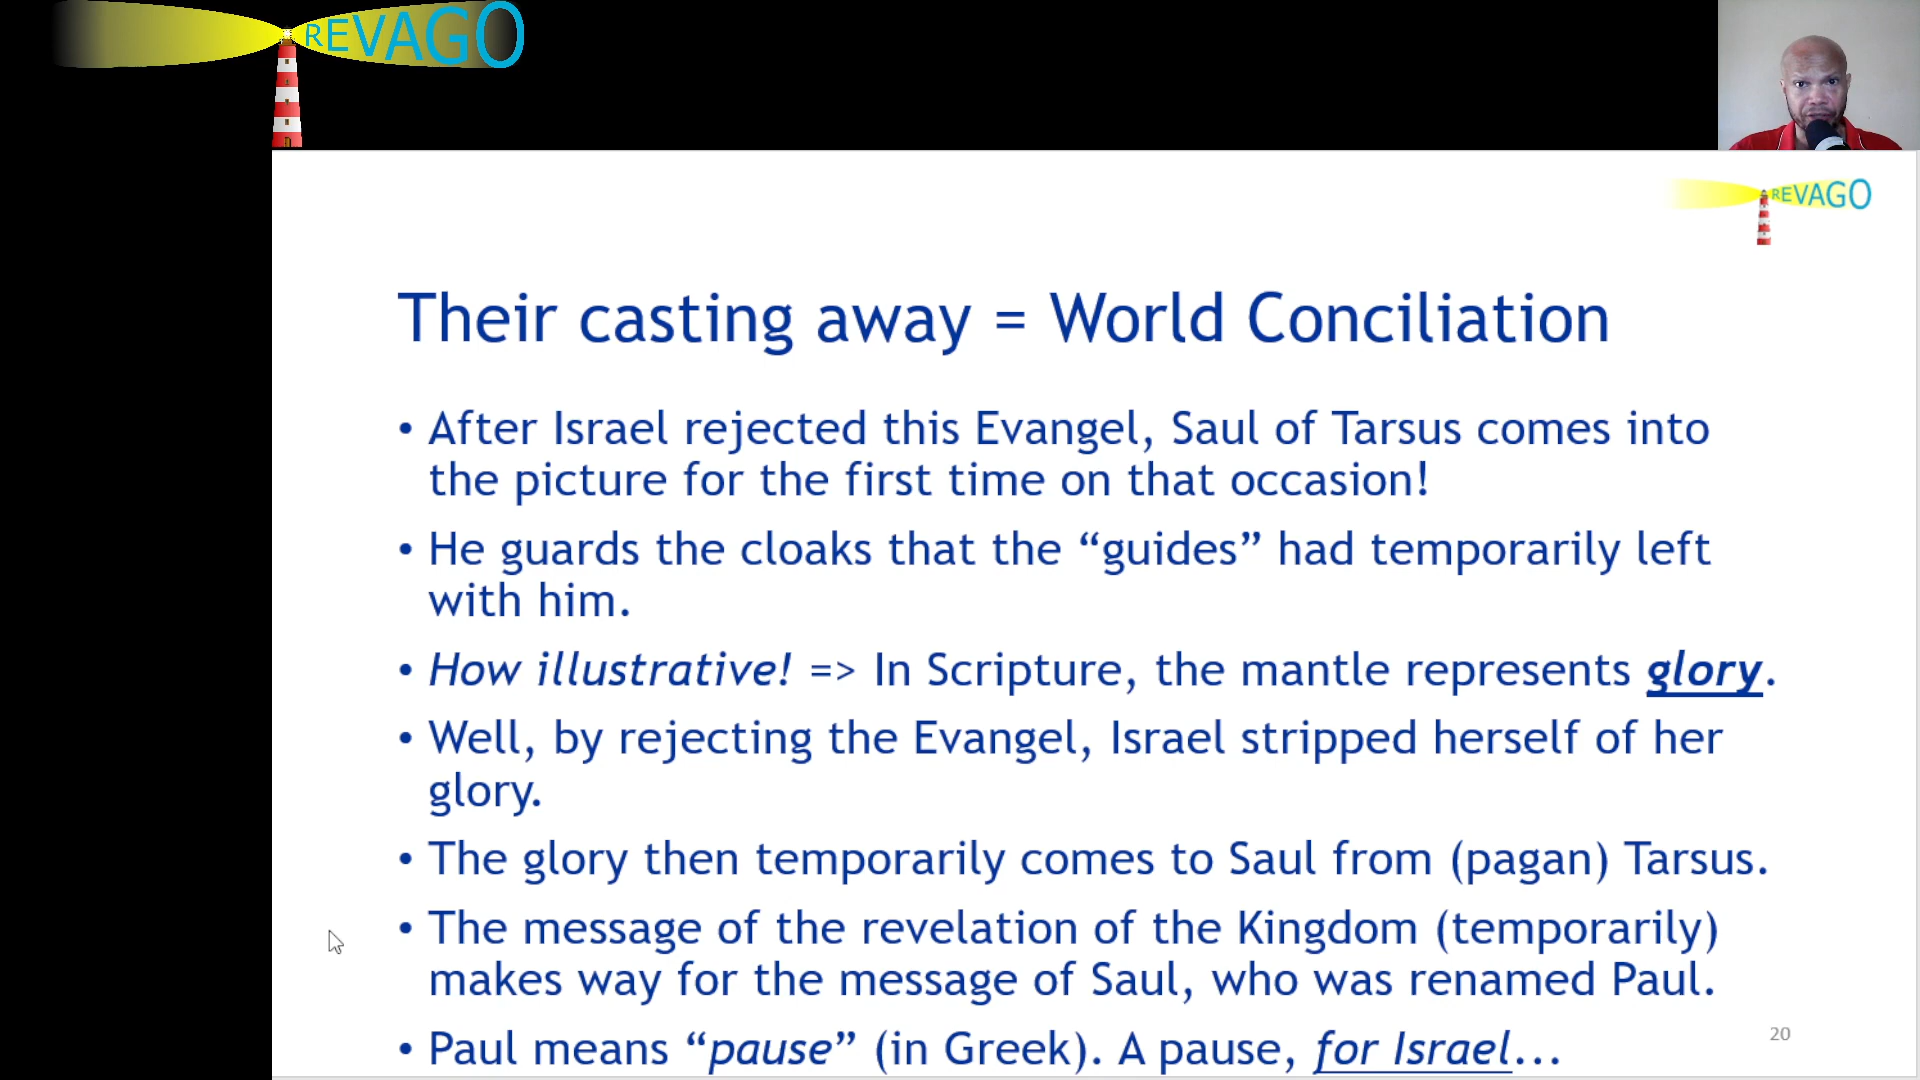 REVAGO
REVAGO
Their casting away = World Conciliation
• After Israel rejected this Evangel, Saul of Tarsus comes into
the picture for the first time on that occasion!
• He guards the cloaks that the “guides” had temporarily left
with him.
• How illustrative! => In Scripture, the mantle represents glory.
• Well, by rejecting the Evangel, Israel stripped herself of her
glory.
• The glory then temporarily comes to Saul from (pagan) Tarsus.
• The message of the revelation of the Kingdom (temporarily)
makes way for the message of Saul, who was renamed Paul.
• Paul means “pause” (in Greek). A pause, for Israel...
20